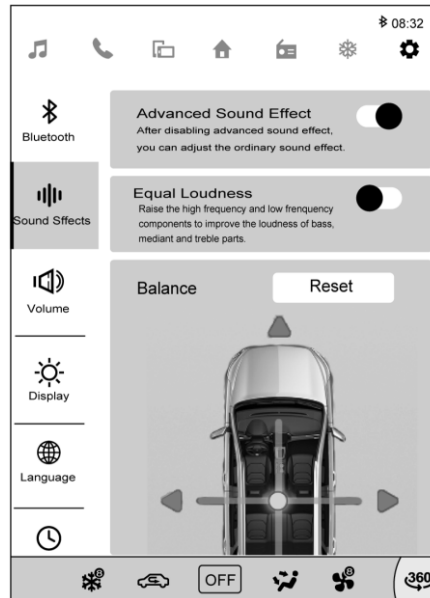 08:32
Bluetooth
Advanced Sound Effect
After disabling advanced sound effect,
you can adjust the ordinary sound effect.
Sound Sffects
Equal Loudness
Raise the high frequency and low frenquency
components to improve the loudness of bass,
mediant and treble parts.
Volume
Balance
Reset
Display
Language
OFF
360